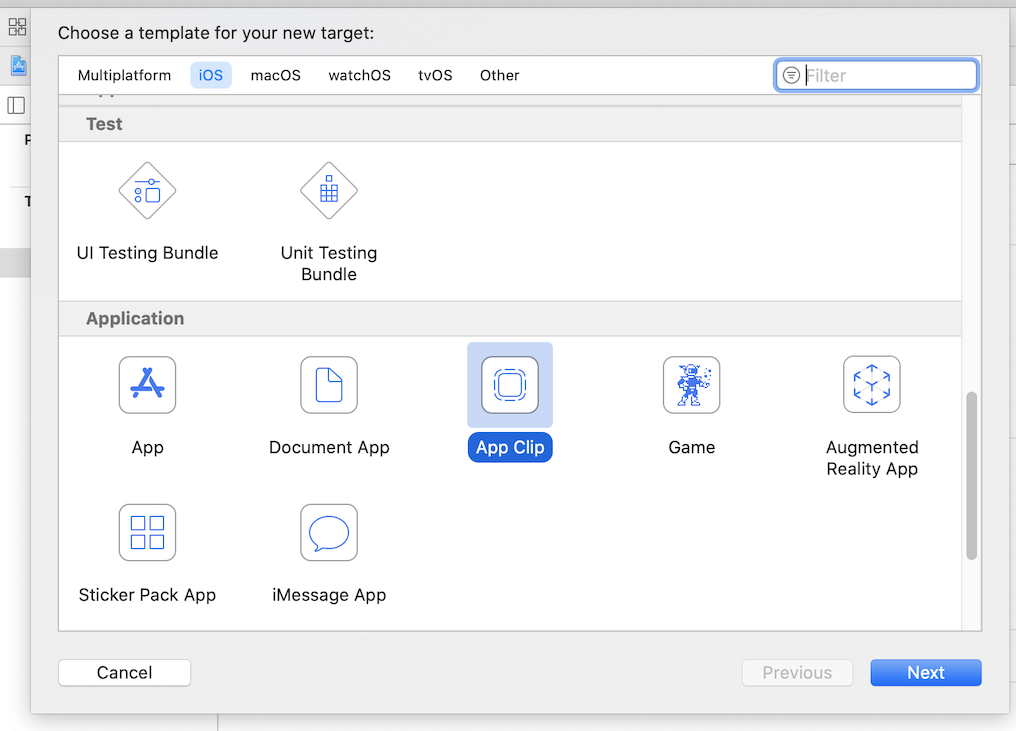 Choose a template for your new target:
Multiplatform iOS macOS watchOS tvOS Other Filter
Test
UI Testing Bundle
Unit Testing
Bundle
Application
App
Document App
App Clip
Game
Augmented
Reality App
Sticker Pack App
iMessage App
Cancel
Previous
Next